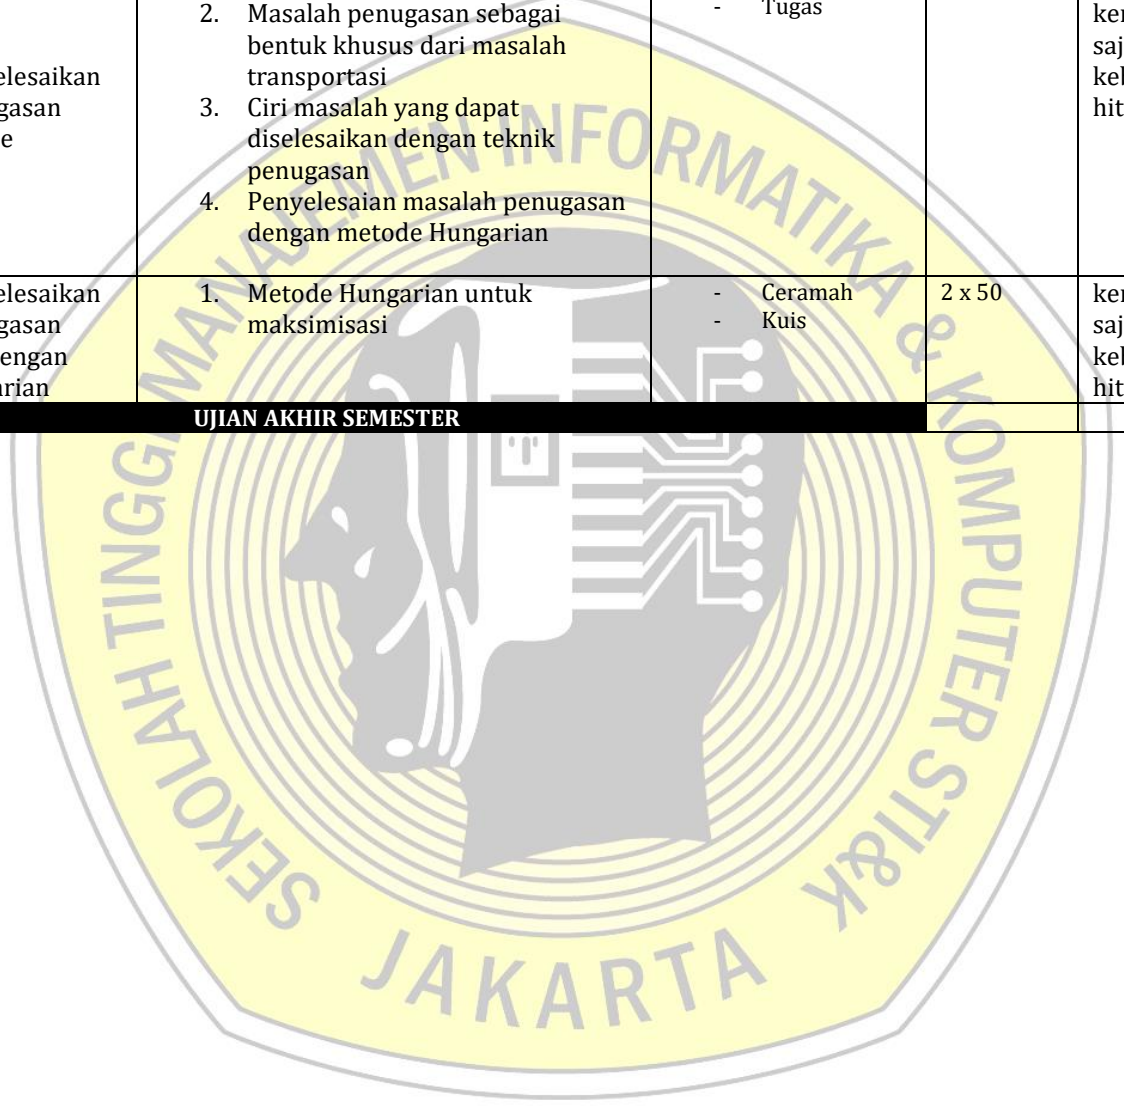 2. Masalah penugasan sebagai
bentuk khusus dari masalah
transportasi
3. Ciri masalah yang dapat
diselesaikan dengan teknik
penugasan
4. Penyelesaian masalah penugasan
dengan metode Hungarian
- Tugas
elesaikan
gasan
e
ker
saj
keb
hit
elesaikan
gasan
engan
arian
1. Metode Hungarian untuk
maksimisasi
- Ceramah
- Kuis
2 x 50
ker
saj
keb
hit
UJIAN AKHIR SEMESTER
SEKOLAH TINGGI MANAJEMEN INFORMATIKA & KOMPUTER STI&K
JAKARTA